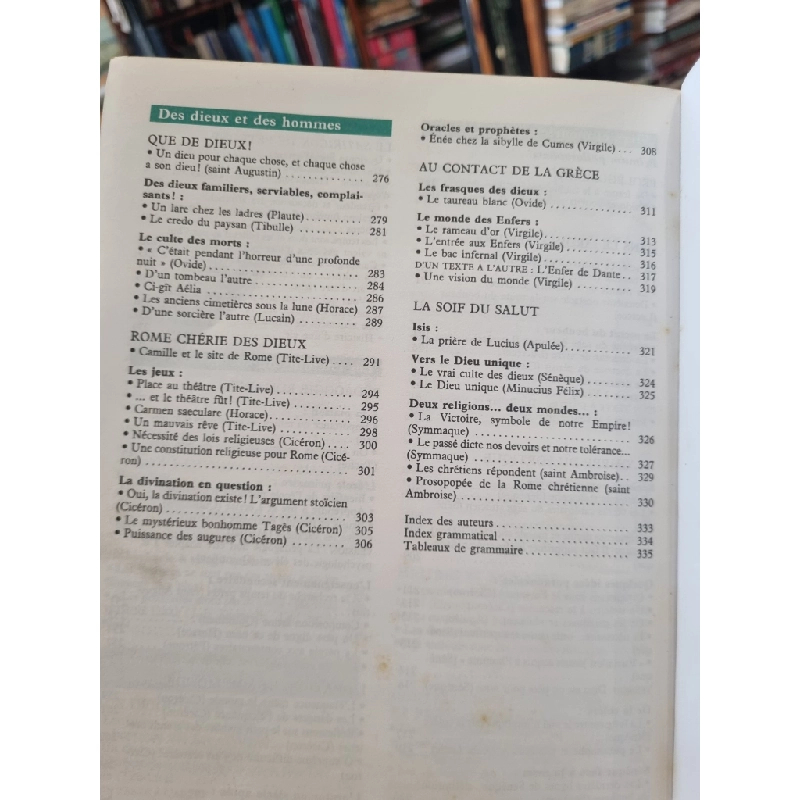 Des dieux et des hommes
QUE DE DIEUX!
• Un dieu pour chaque chose, et chaque chose
a son dieu! (saint Augustin) ............... 276
Des dieux familiers, serviables, complai-
sants! :
• Un lare chez les ladres (Plaute).......... 279
• Le credo du paysan (Tibulle) ............ 281
Le culte des morts :
• « C'était pendant l'horreur d'une profonde
nuit » (Ovide) ......................... 283
• D'un tombeau l'autre ................... 284
• Ci-gît Aélia ........................... 286
• Les anciens cimetières sous la lune (Horace) 287
• D'une sorcière l'autre (Lucain) .......... 289
ROME CHÉRIE DES DIEUX
• Camille et le site de Rome (Tite-Live) .... 291
Les jeux :
• Place au théâtre (Tite-Live) ............. 294
• ... et le théâtre fût! (Tite-Live) .......... 295
• Carmen saeculare (Horace)............... 296
• Un mauvais rêve (Tite-Live) ............. 298
• Nécessité des lois religieuses (Cicéron) .... 300
• Une constitution religieuse pour Rome (Cicé-
ron) .................................. 301
La divination en question :
• Oui, la divination existe! L'argument stoïcien
(Cicéron) .............................. 303
• Le mystérieux bonhomme Tagès (Cicéron) 305
• Puissance des augures (Cicéron) ......... 306
Oracles et prophètes :
• Énée chez la sibylle de Cumes (Virgile)... 308
AU CONTACT DE LA GRÈCE
Les frasques des dieux :
• Le taureau blanc (Ovide) ................ 311
Le monde des Enfers :
• Le rameau d'or (Virgile)................. 313
• L'entrée aux Enfers (Virgile)............. 315
• Le bac infernal (Virgile) ................. 316
D'UN TEXTE A L'AUTRE : L'Enfer de Dante.. 317
• Une vision du monde (Virgile) ........... 319
LA SOIF DU SALUT
Isis :
• La prière de Lucius (Apulée)............. 321
Vers le Dieu unique :
• Le vrai culte des dieux (Sénèque) ........ 324
• Le Dieu unique (Minucius Félix) ......... 325
Deux religions... deux mondes... :
• La Victoire, symbole de notre Empire!
(Symmaque) ............................ 326
• Le passé dicte nos devoirs et notre tolérance...
(Symmaque) ............................ 327
• Les chrétiens répondent (saint Ambroise).. 329
• Prosopopée de la Rome chrétienne (saint
Ambroise) .............................. 330
Index des auteurs ........................ 333
Index grammatical ....................... 334
Tableaux de grammaire ................... 335